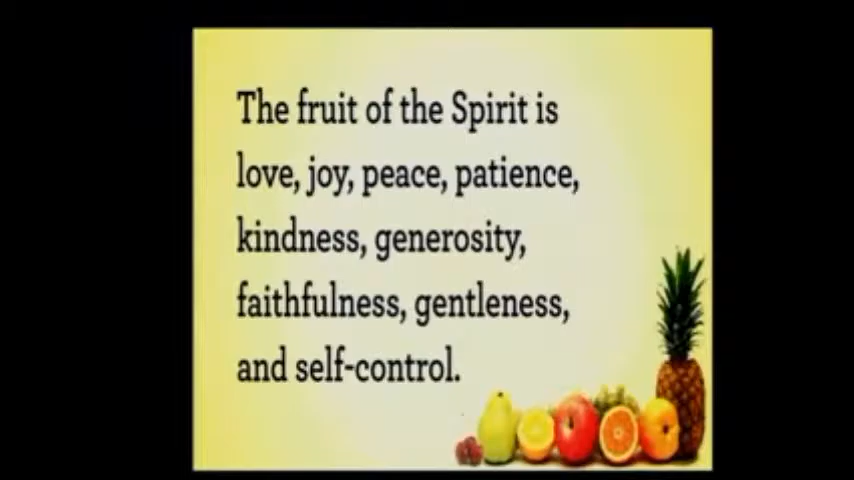 The fruit of the Spirit is
love, joy, peace, patience,
kindness, generosity,
faithfulness, gentleness,
and self-control.